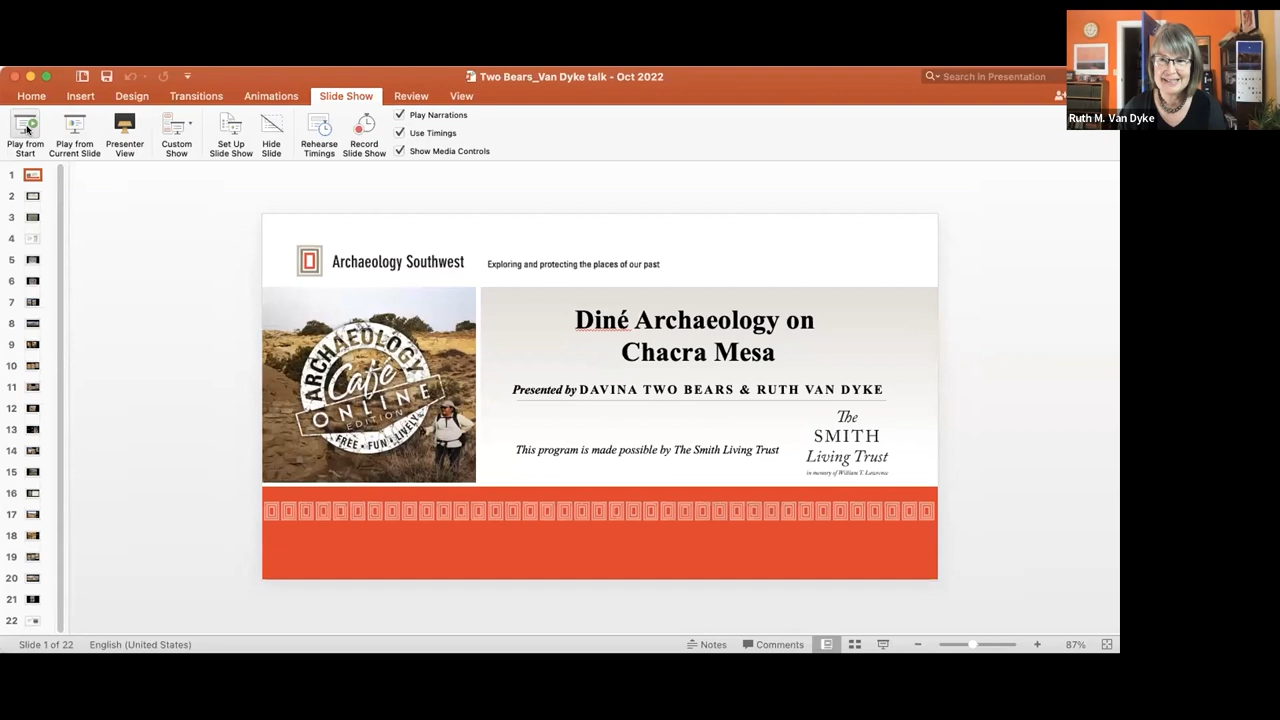 Two Bears_Van Dyke talk - Oct 2022
Search in Presentation
Home Insert Design Transitions Animations Slide Show Review View
Play from Start
Play from Current Slide
Presenter View
Custom Show
Set Up Slide Show
Hide Slide
Rehearse Timings
Record Slide Show
Play Narrations
Use Timings
Show Media Controls
Ruth M. Van Dyke
1
2
3
4
5
6
7
8
9
10
11
12
13
14
15
16
17
18
19
20
21
22
Archaeology Southwest
Exploring and protecting the places of our past
ARCHAEOLOGY
Café
ONLINE
EDITION
FREE • FUN • LIVELY
Diné Archaeology on
Chacra Mesa
Presented by DAVINA TWO BEARS & RUTH VAN DYKE
This program is made possible by The Smith Living Trust
The
SMITH
Living Trust
in memory of William T. Lawrence
Slide 1 of 22 English (United States) Notes Comments 87%